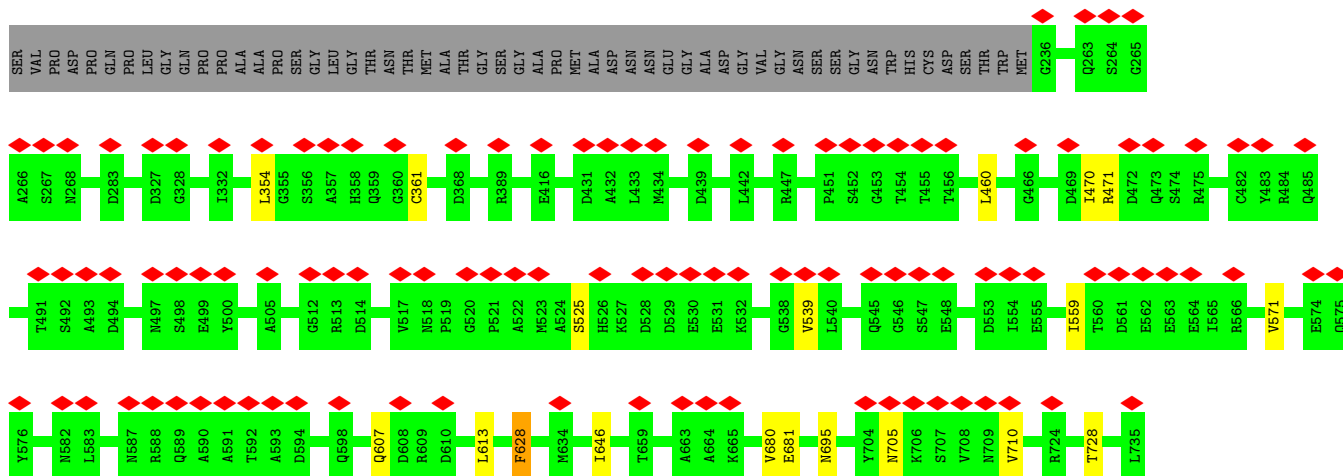 SER VAL PRO ASP PRO GLN PRO LEU GLY GLN PRO PRO ALA ALA PRO SER GLY LEU GLY THR ASN THR MET ALA THR GLY SER GLY ALA PRO MET ALA ASP ASN ASN GLU GLY ALA ASP GLY VAL GLY ASN SER SER GLY ASN TRP HIS CYS ASP SER THR TRP MET G236 Q263 S264 G265
A266 S267 N268 D283 D327 G328 I332 L354 G355 S356 A357 H358 Q359 G360 C361 D368 R389 E416 D431 A432 L433 M434 D439 L442 R447 P451 S452 G453 T454 T455 T456 L460 G466 D469 I470 R471 D472 Q473 S474 R475 C482 Y483 R484 Q485
T491 S492 A493 D494 N497 S498 E499 Y500 A505 G512 R513 D514 V517 N518 P519 G520 P521 A522 M523 A524 S525 H526 K527 D528 D529 E530 E531 K532 G538 V539 L540 Q545 G546 S547 E548 D553 I554 E555 I559 T560 D561 E562 E563 E564 I565 R566 V571 E574 Q575
Y576 N582 L583 N587 R588 Q589 A590 A591 T592 A593 D594 Q598 Q607 D608 R609 D610 L613 F628 M634 I646 T659 A663 A664 K665 V680 E681 N695 Y704 N705 K706 S707 V708 N709 V710 R724 T728 L735